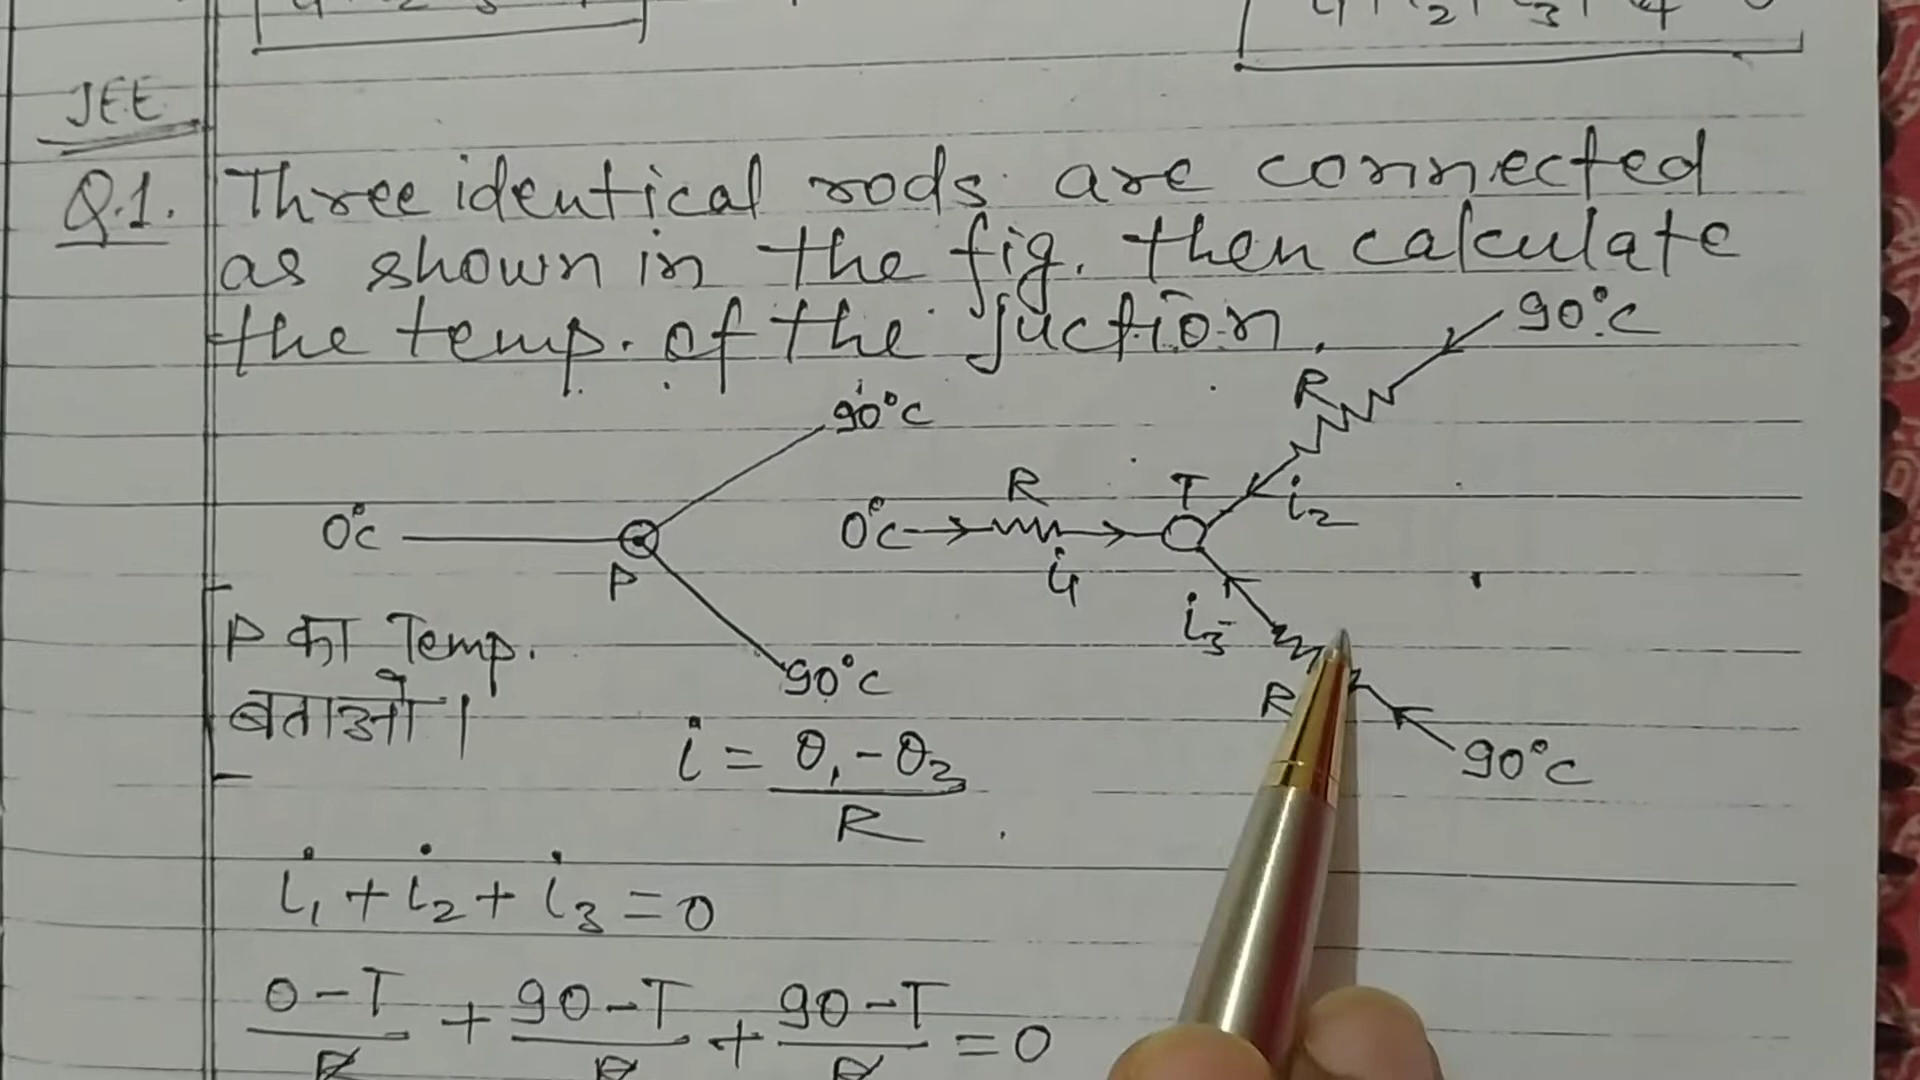 JEE
Q.1. Three identical rods are connected
as shown in the fig. then calculate
the temp. of the juction.
90°C
R
90°C
R T
0°C 0°C i₂
P i₁
i₃
P का Temp. 90°C R
बताओ। 90°C
i = θ₁-θ₂/R
i₁ + i₂ + i₃ = 0
0-T/R + 90-T/R + 90-T/R = 0